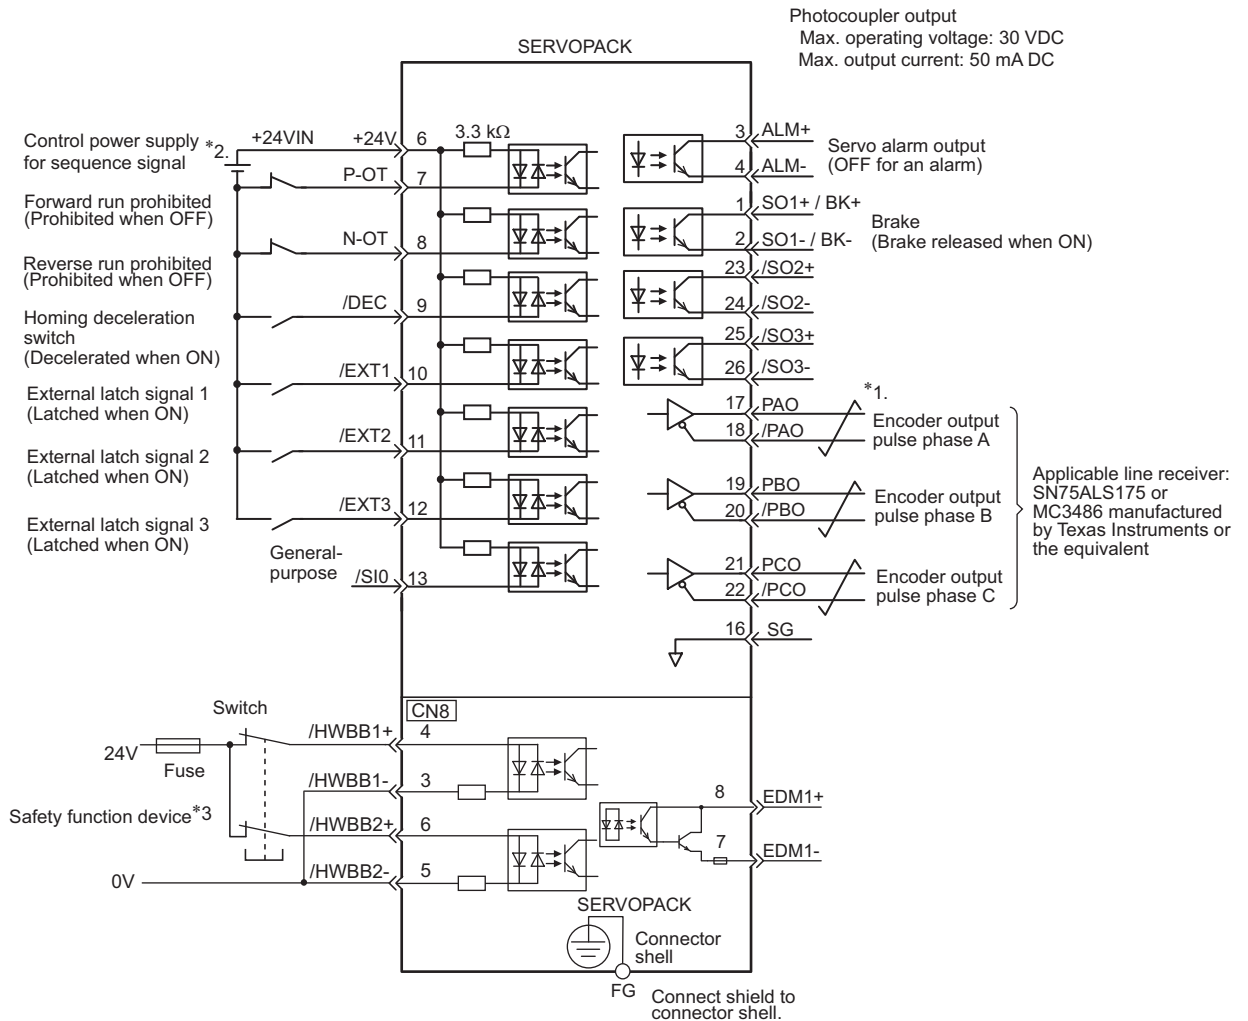 Photocoupler output
Max. operating voltage: 30 VDC
Max. output current: 50 mA DC
SERVOPACK
Control power supply *2.
for sequence signal
+24VIN
+24V
6
3.3 kΩ
P-OT
7
Forward run prohibited
(Prohibited when OFF)
N-OT
8
Reverse run prohibited
(Prohibited when OFF)
/DEC
9
Homing deceleration
switch
(Decelerated when ON)
/EXT1
10
External latch signal 1
(Latched when ON)
/EXT2
11
External latch signal 2
(Latched when ON)
/EXT3
12
External latch signal 3
(Latched when ON)
General-
purpose
/SI0
13
3
ALM+
4
ALM-
Servo alarm output
(OFF for an alarm)
1
SO1+ / BK+
2
SO1- / BK-
Brake
(Brake released when ON)
23
/SO2+
24
/SO2-
25
/SO3+
26
/SO3-
*1.
17
PAO
18
/PAO
Encoder output
pulse phase A
19
PBO
20
/PBO
Encoder output
pulse phase B
21
PCO
22
/PCO
Encoder output
pulse phase C
Applicable line receiver:
SN75ALS175 or
MC3486 manufactured
by Texas Instruments or
the equivalent
16
SG
CN8
Switch
24V
Fuse
/HWBB1+
4
/HWBB1-
3
Safety function device*3
/HWBB2+
6
/HWBB2-
5
0V
8
EDM1+
7
EDM1-
SERVOPACK
Connector
shell
FG
Connect shield to
connector shell.